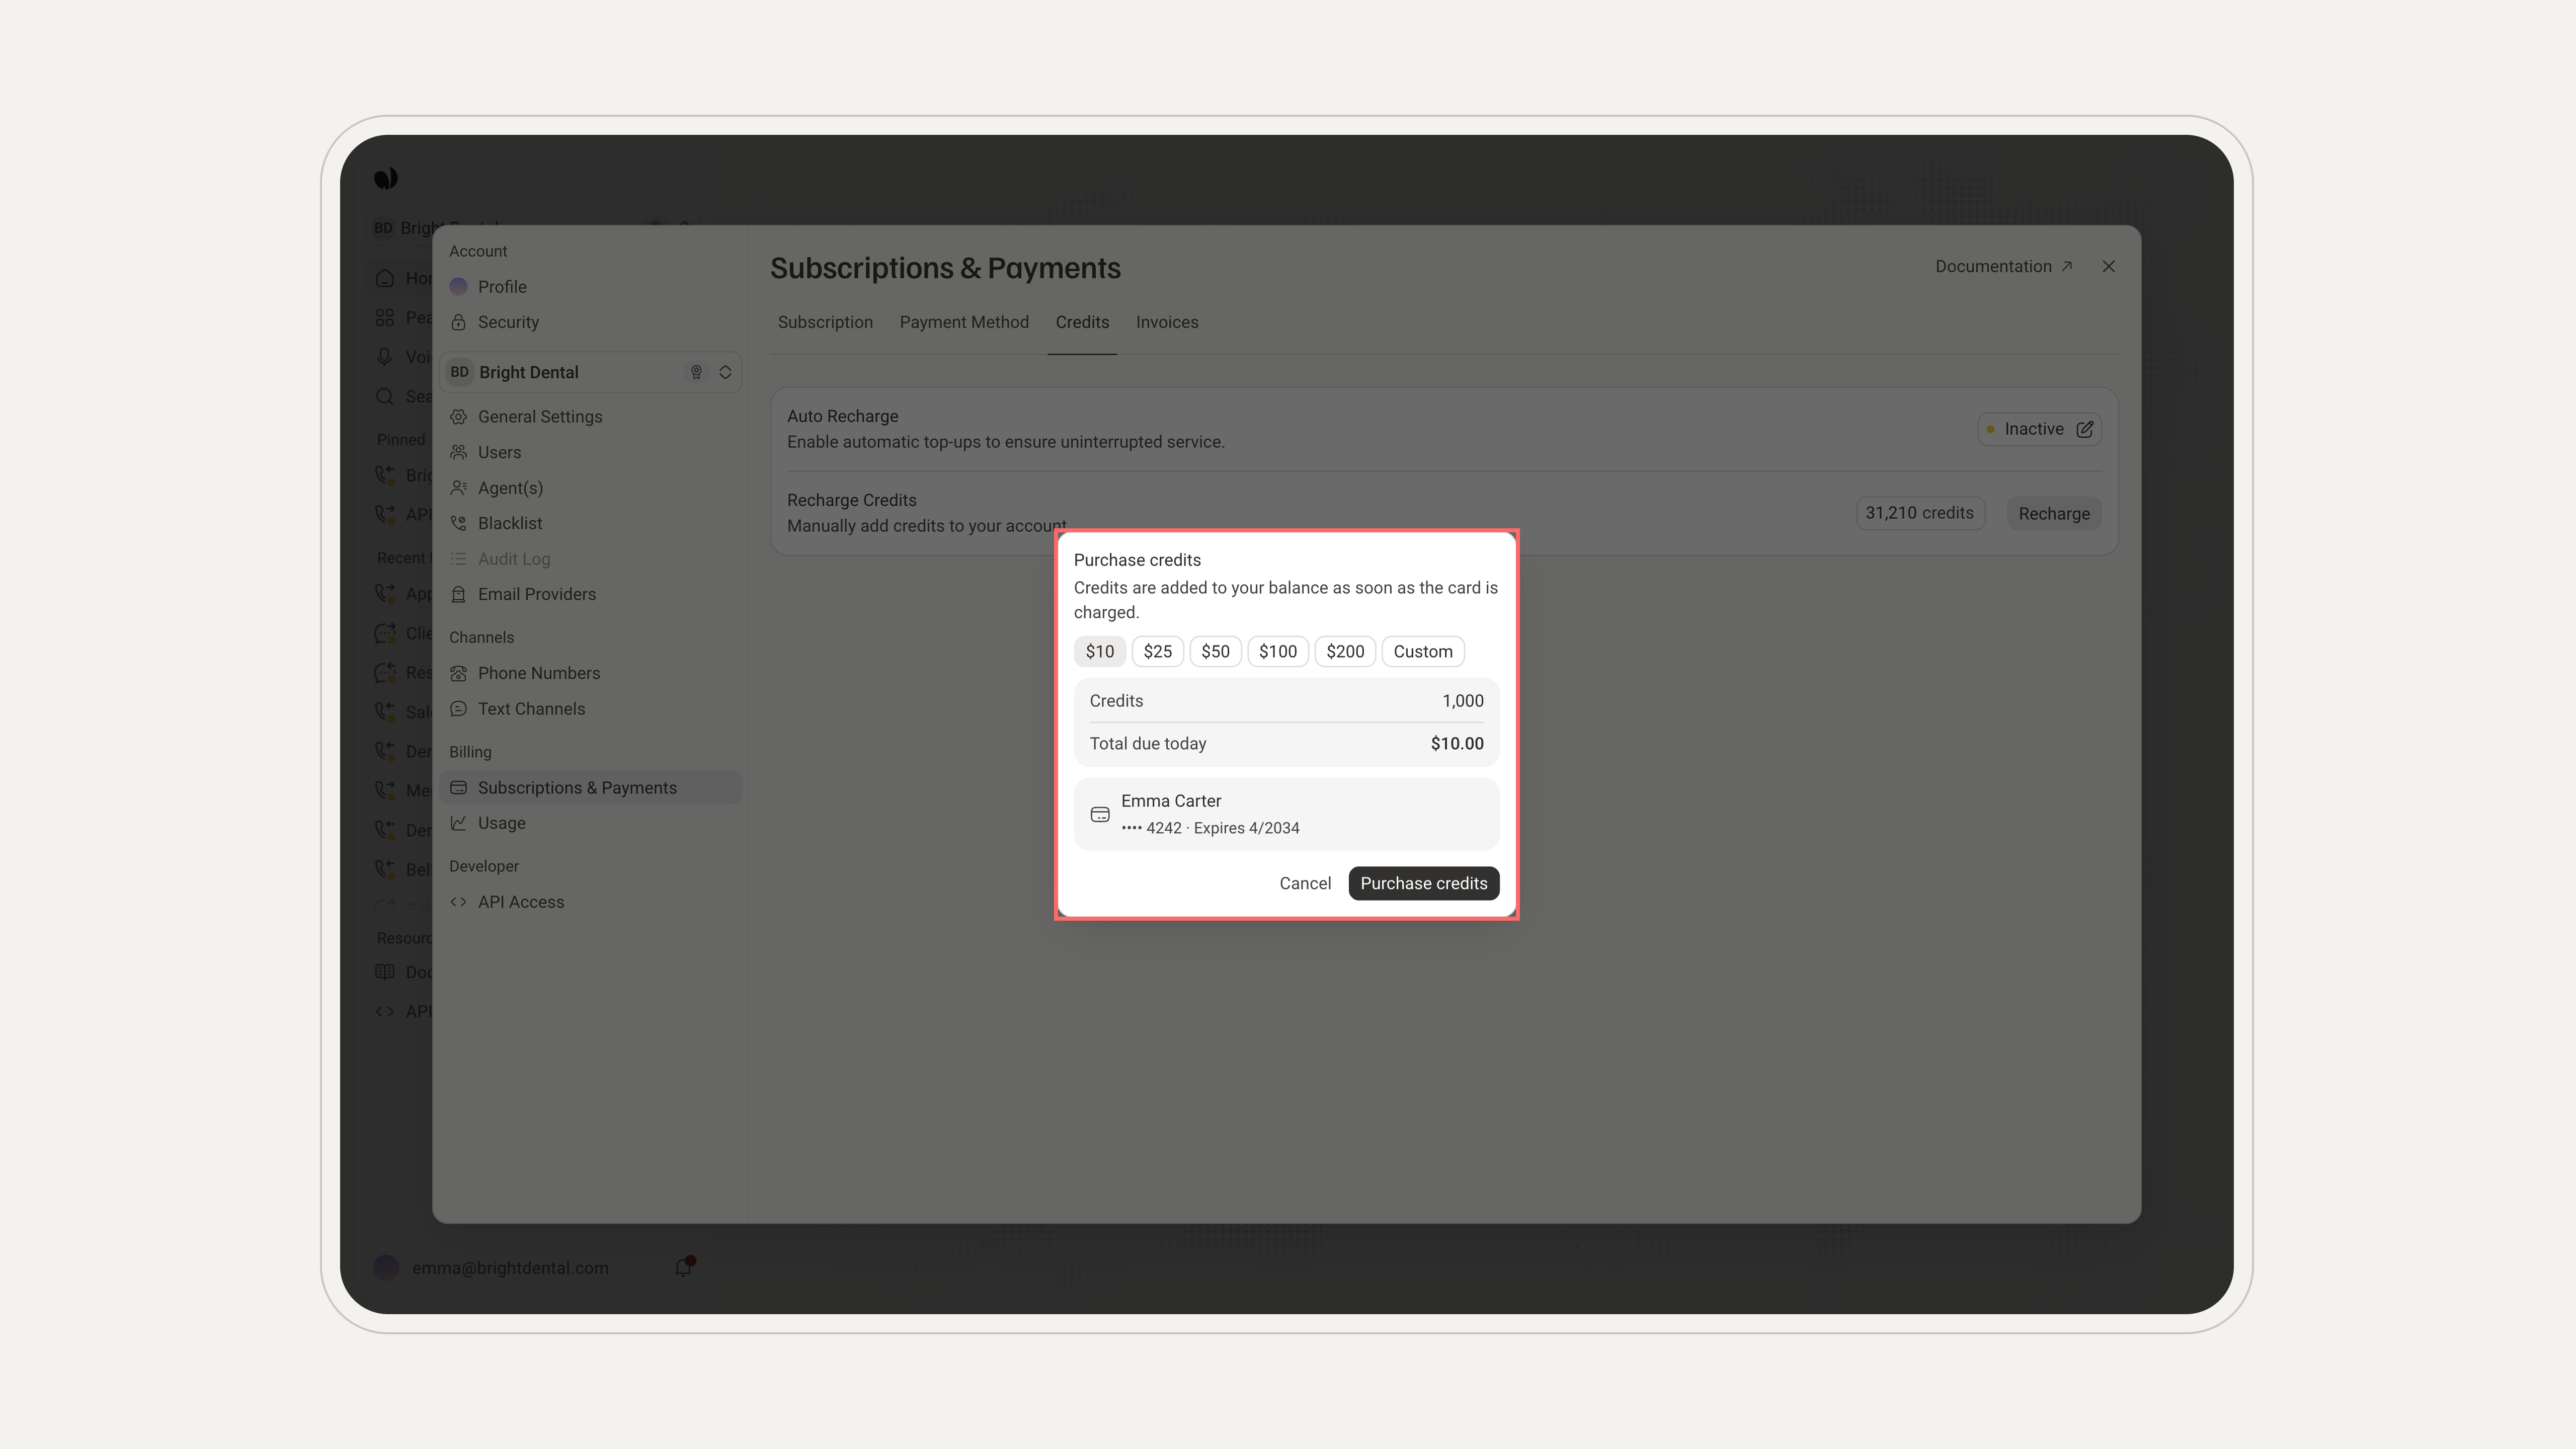 BD
Account
Profile
Security
BD Bright Dental
General Settings
Users
Agent(s)
Blacklist
Audit Log
Email Providers
Channels
Phone Numbers
Text Channels
Billing
Subscriptions & Payments
Usage
Developer
API Access
Pinned
API
Recent
emma@brightdental.com
Subscriptions & Payments
Documentation
Subscription Payment Method Credits Invoices
Auto Recharge
Enable automatic top-ups to ensure uninterrupted service.
Inactive
Recharge Credits
Manually add credits to your account
31,210 credits
Recharge
Purchase credits
Credits are added to your balance as soon as the card is
charged.
$10 $25 $50 $100 $200 Custom
Credits 1,000
Total due today $10.00
Emma Carter
•••• 4242 · Expires 4/2034
Cancel Purchase credits